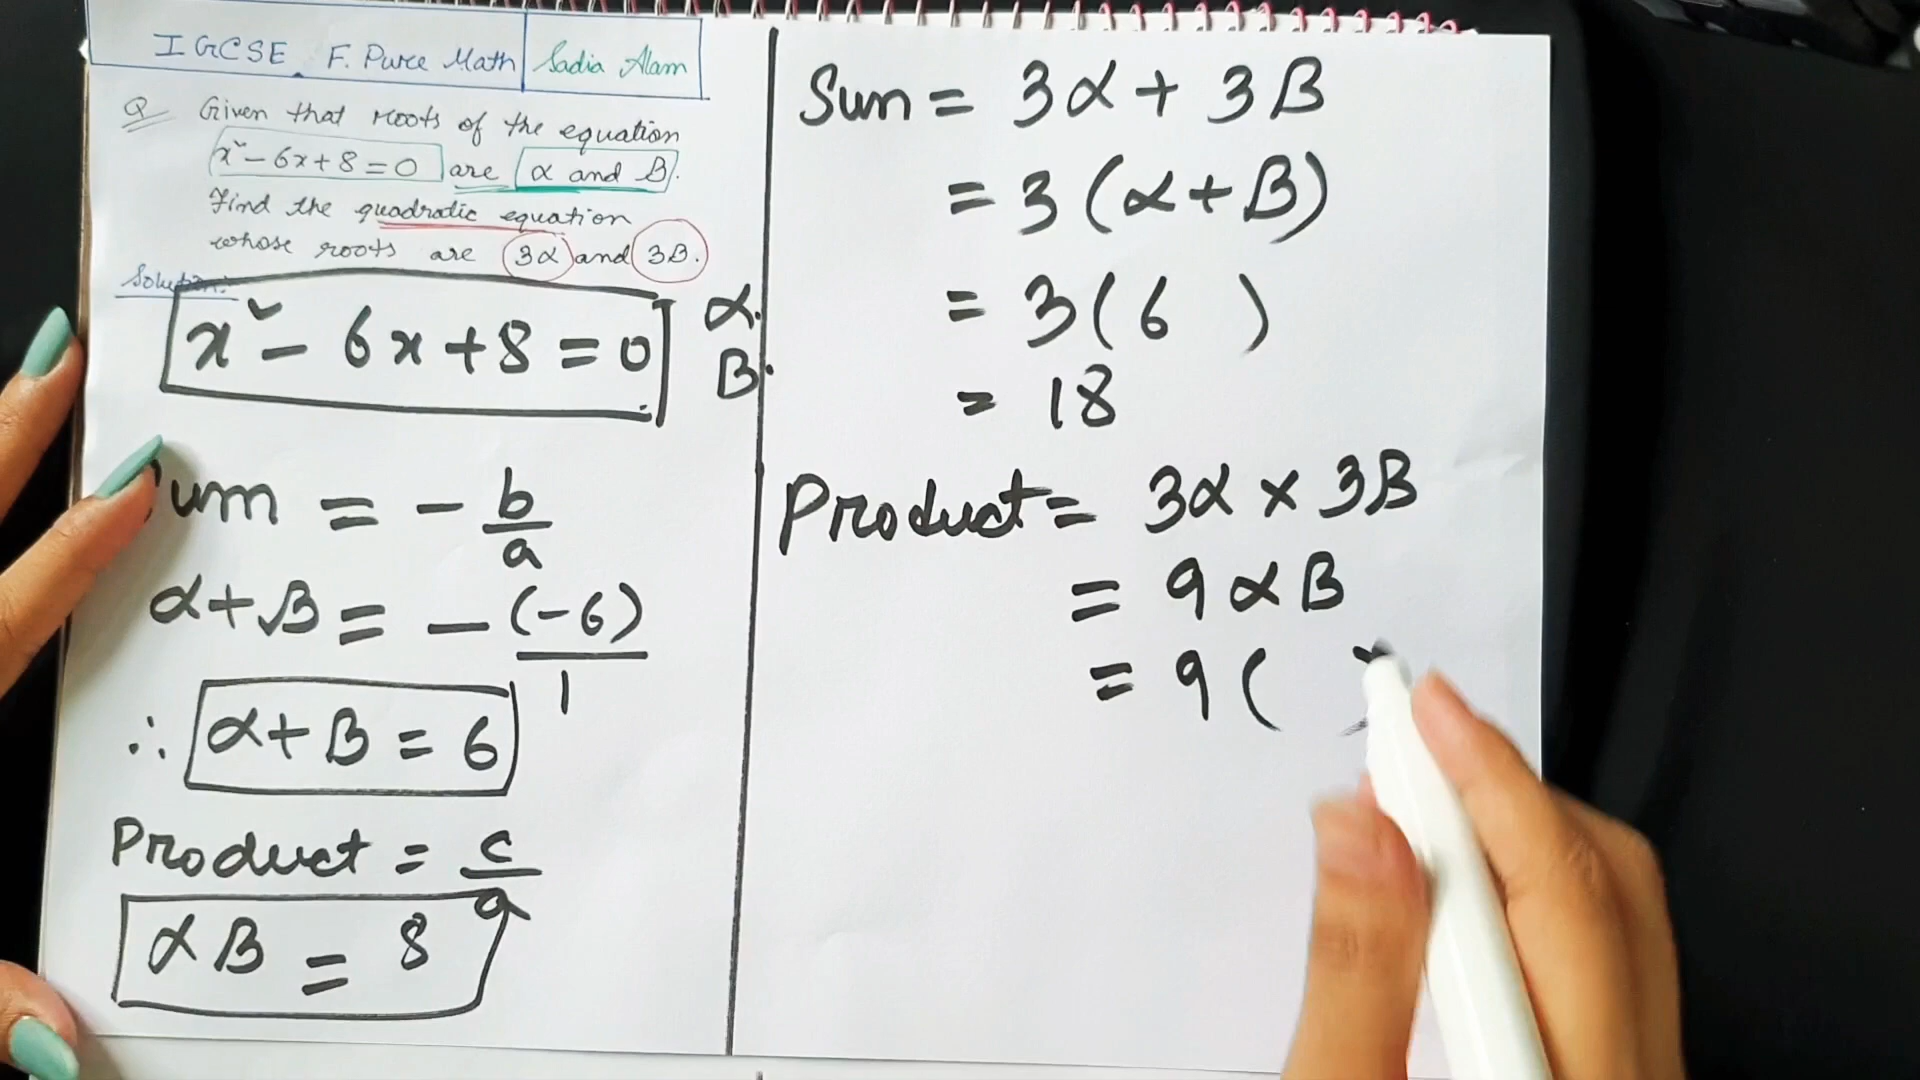 IGCSE F. Pure Math Sadia Alam
Q Given that roots of the equation
x² - 6x + 8 = 0 are α and β.
Find the quadratic equation
whose roots are 3α and 3β.
Solution:
x² - 6x + 8 = 0 α.
β.
Sum = - b/a
α + β = - (-6)/1
∴ α + β = 6
Product = c/a
αβ = 8
Sum = 3α + 3β
= 3 (α + β)
= 3 ( 6 )
= 18
Product = 3α × 3β
= 9αβ
= 9 ( )